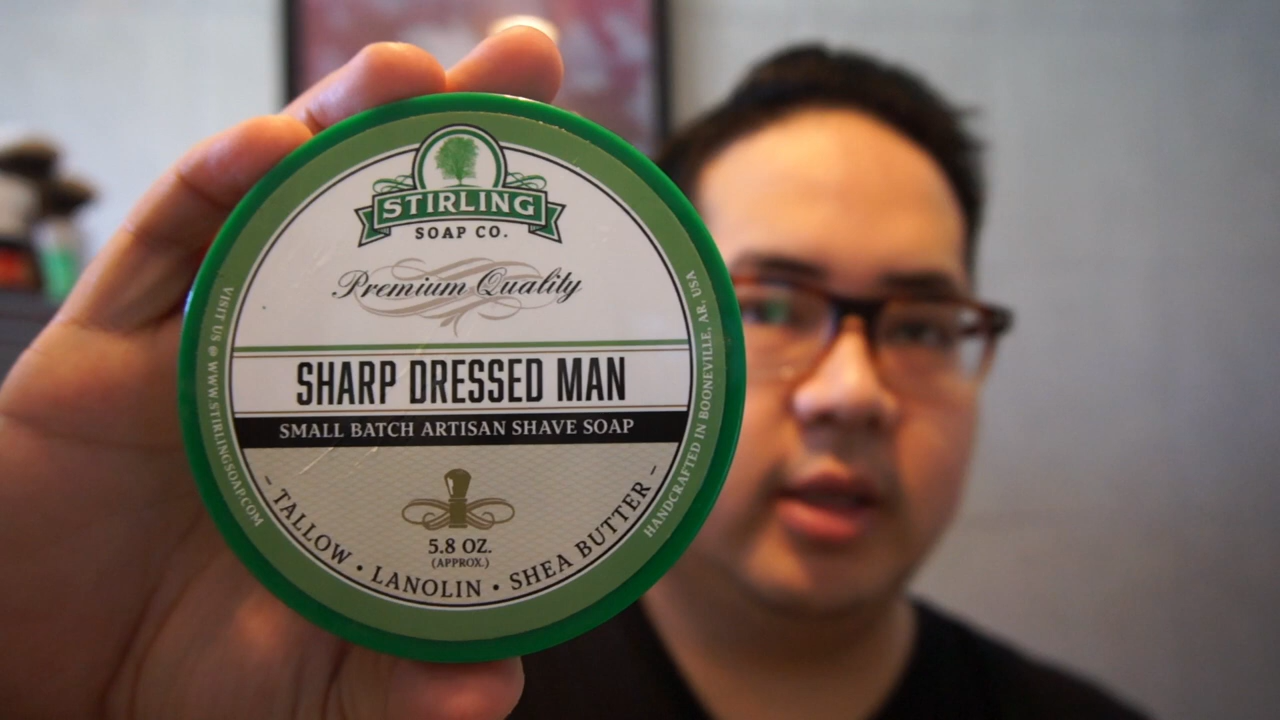 STIRLING
SOAP CO.
Premium Quality
SHARP DRESSED MAN
SMALL BATCH ARTISAN SHAVE SOAP
5.8 OZ.
(APPROX.)
- TALLOW • LANOLIN • SHEA BUTTER -
VISIT US @ WWW.STIRLINGSOAP.COM
HANDCRAFTED IN BOONEVILLE, AR, USA